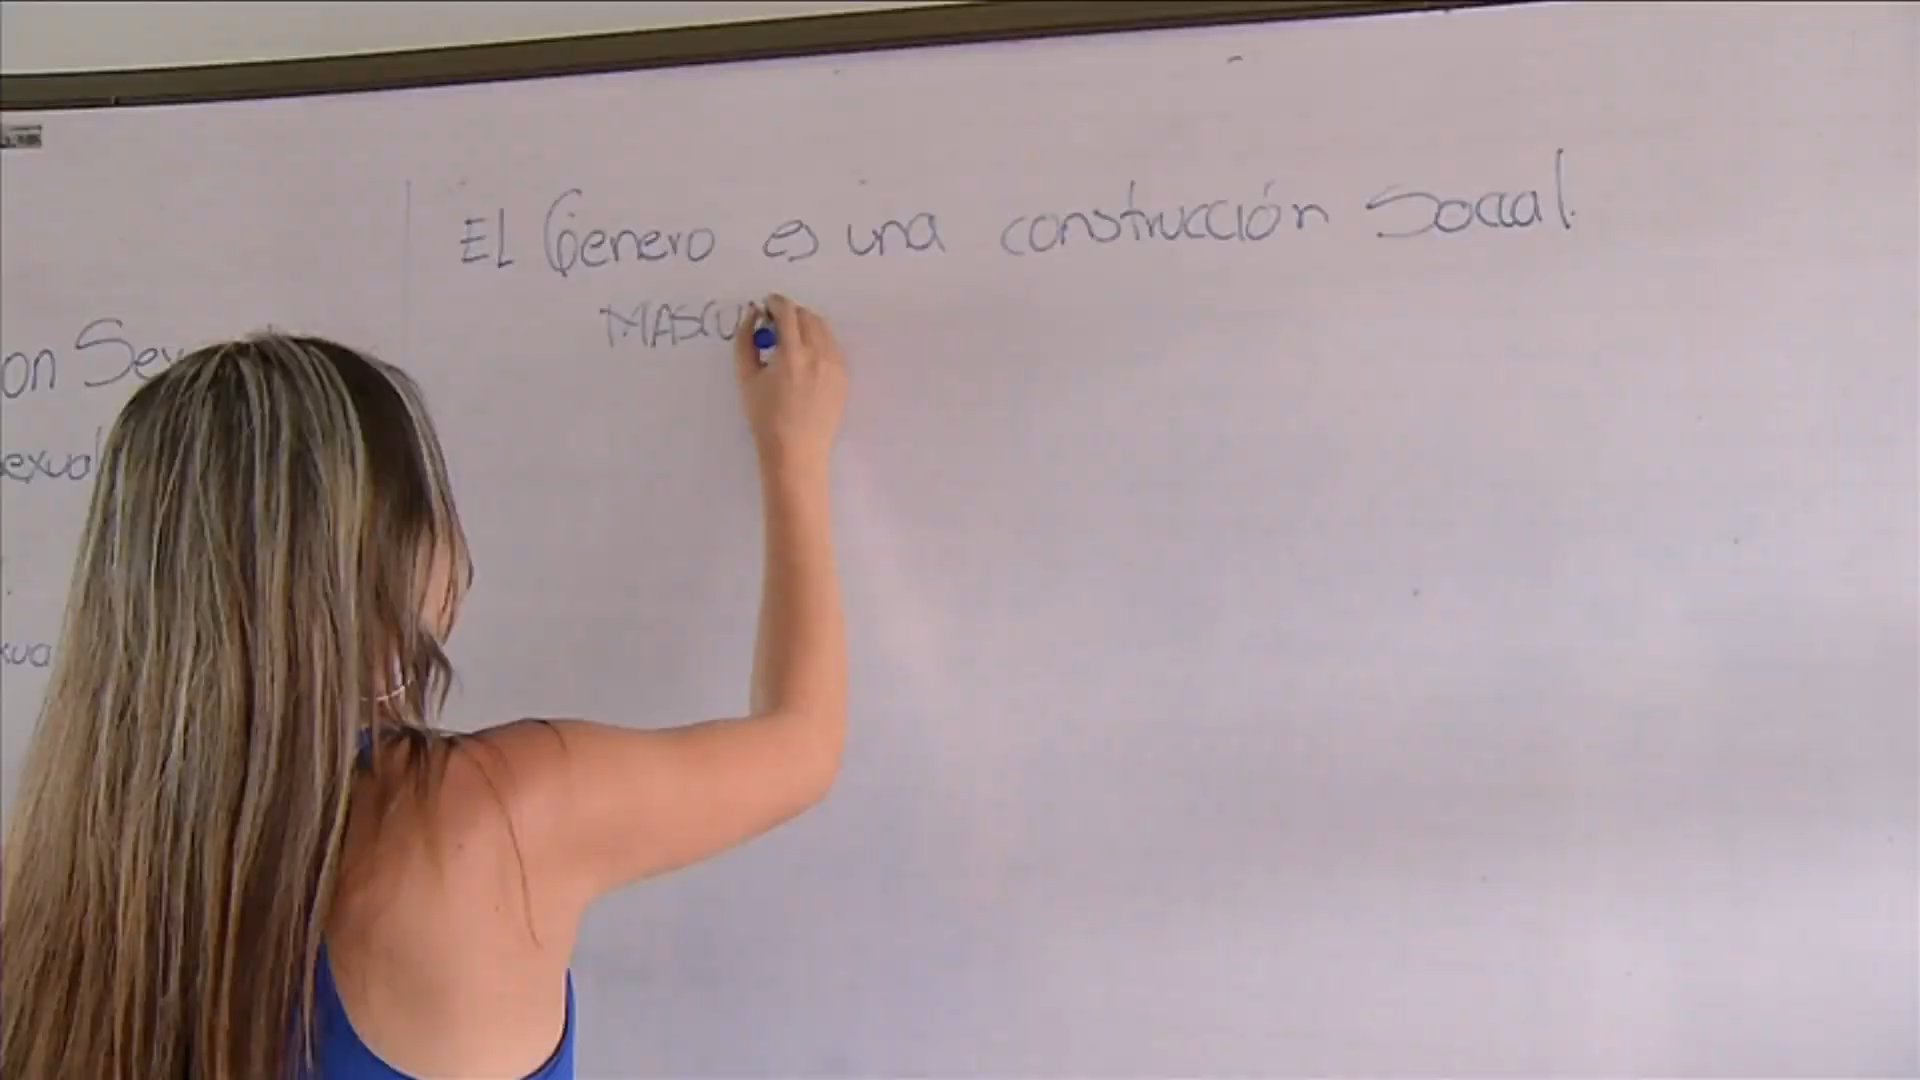 El Genero es una construcción Social.
MASCU
on Sex
exual
xua